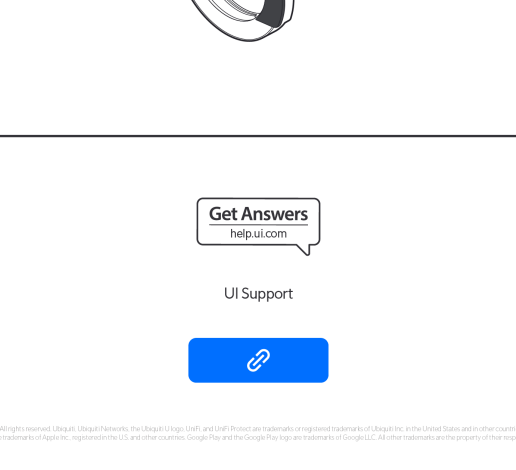 Get Answers
help.ui.com
UI Support
All rights reserved. Ubiquiti, Ubiquiti Networks, the Ubiquiti U logo, UniFi, and UniFi Protect are trademarks or registered trademarks of Ubiquiti Inc. in the United States and in other
trademarks of Apple Inc., registered in the U.S. and other countries. Google Play and the Google Play logo are trademarks of Google LLC. All other trademarks are the property of their